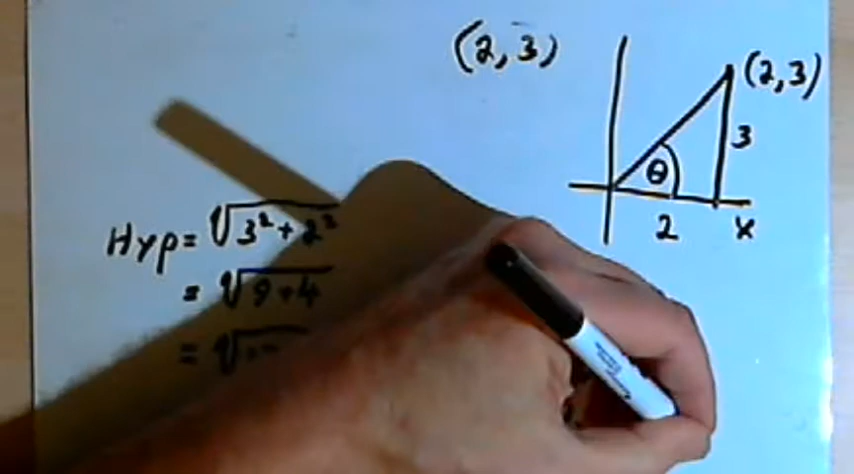 (2,3)
(2,3)
3
θ
2 x
Hyp = √3² + 2²
= √9+4
= √